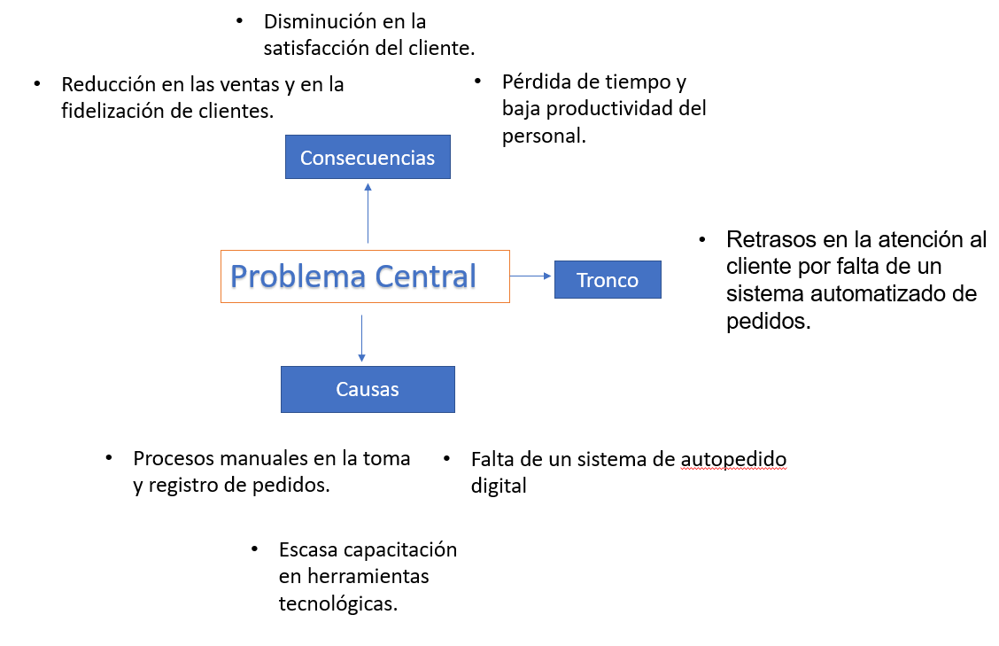 • Disminución en la
satisfacción del cliente.
• Reducción en las ventas y en la
fidelización de clientes.
• Pérdida de tiempo y
baja productividad del
personal.
Consecuencias
Problema Central
Tronco
• Retrasos en la atención al
cliente por falta de un
sistema automatizado de
pedidos.
Causas
• Procesos manuales en la toma
y registro de pedidos.
• Falta de un sistema de autopedido
digital
• Escasa capacitación
en herramientas
tecnológicas.